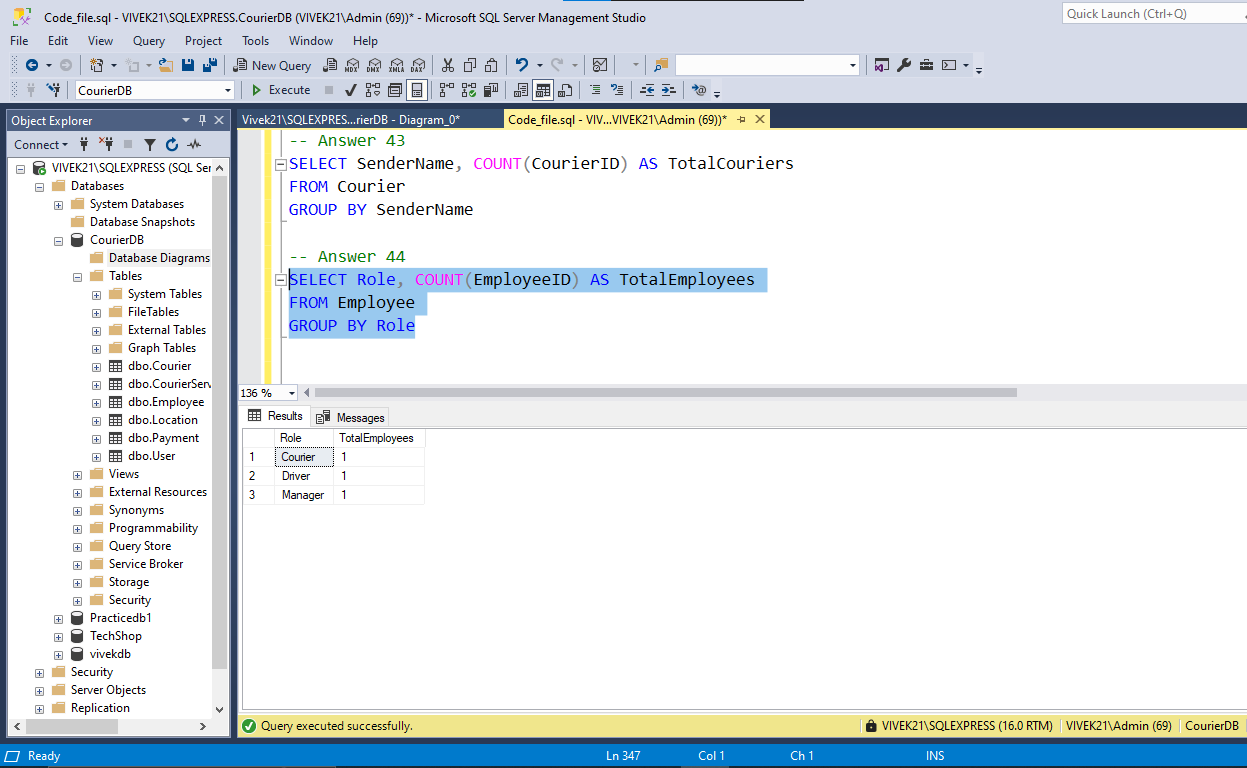 Code_file.sql - VIVEK21\SQLEXPRESS.CourierDB (VIVEK21\Admin (69))* - Microsoft SQL Server Management Studio
Quick Launch (Ctrl+Q)
File Edit View Query Project Tools Window Help
New Query MDX DMX XMLA DAX
CourierDB Execute
Object Explorer
Connect
VIVEK21\SQLEXPRESS (SQL Ser
Databases
System Databases
Database Snapshots
CourierDB
Database Diagrams
Tables
System Tables
FileTables
External Tables
Graph Tables
dbo.Courier
dbo.CourierServ
dbo.Employee
dbo.Location
dbo.Payment
dbo.User
Views
External Resources
Synonyms
Programmability
Query Store
Service Broker
Storage
Security
Practicedb1
TechShop
vivekdb
Security
Server Objects
Replication
Vivek21\SQLEXPRES...rierDB - Diagram_0*
Code_file.sql - VIV...VIVEK21\Admin (69))*
-- Answer 43
SELECT SenderName, COUNT(CourierID) AS TotalCouriers
FROM Courier
GROUP BY SenderName
-- Answer 44
SELECT Role, COUNT(EmployeeID) AS TotalEmployees
FROM Employee
GROUP BY Role
136 %
Results Messages
Role TotalEmployees
1 Courier 1
2 Driver 1
3 Manager 1
Query executed successfully. VIVEK21\SQLEXPRESS (16.0 RTM) VIVEK21\Admin (69) CourierDB
Ready Ln 347 Col 1 Ch 1 INS